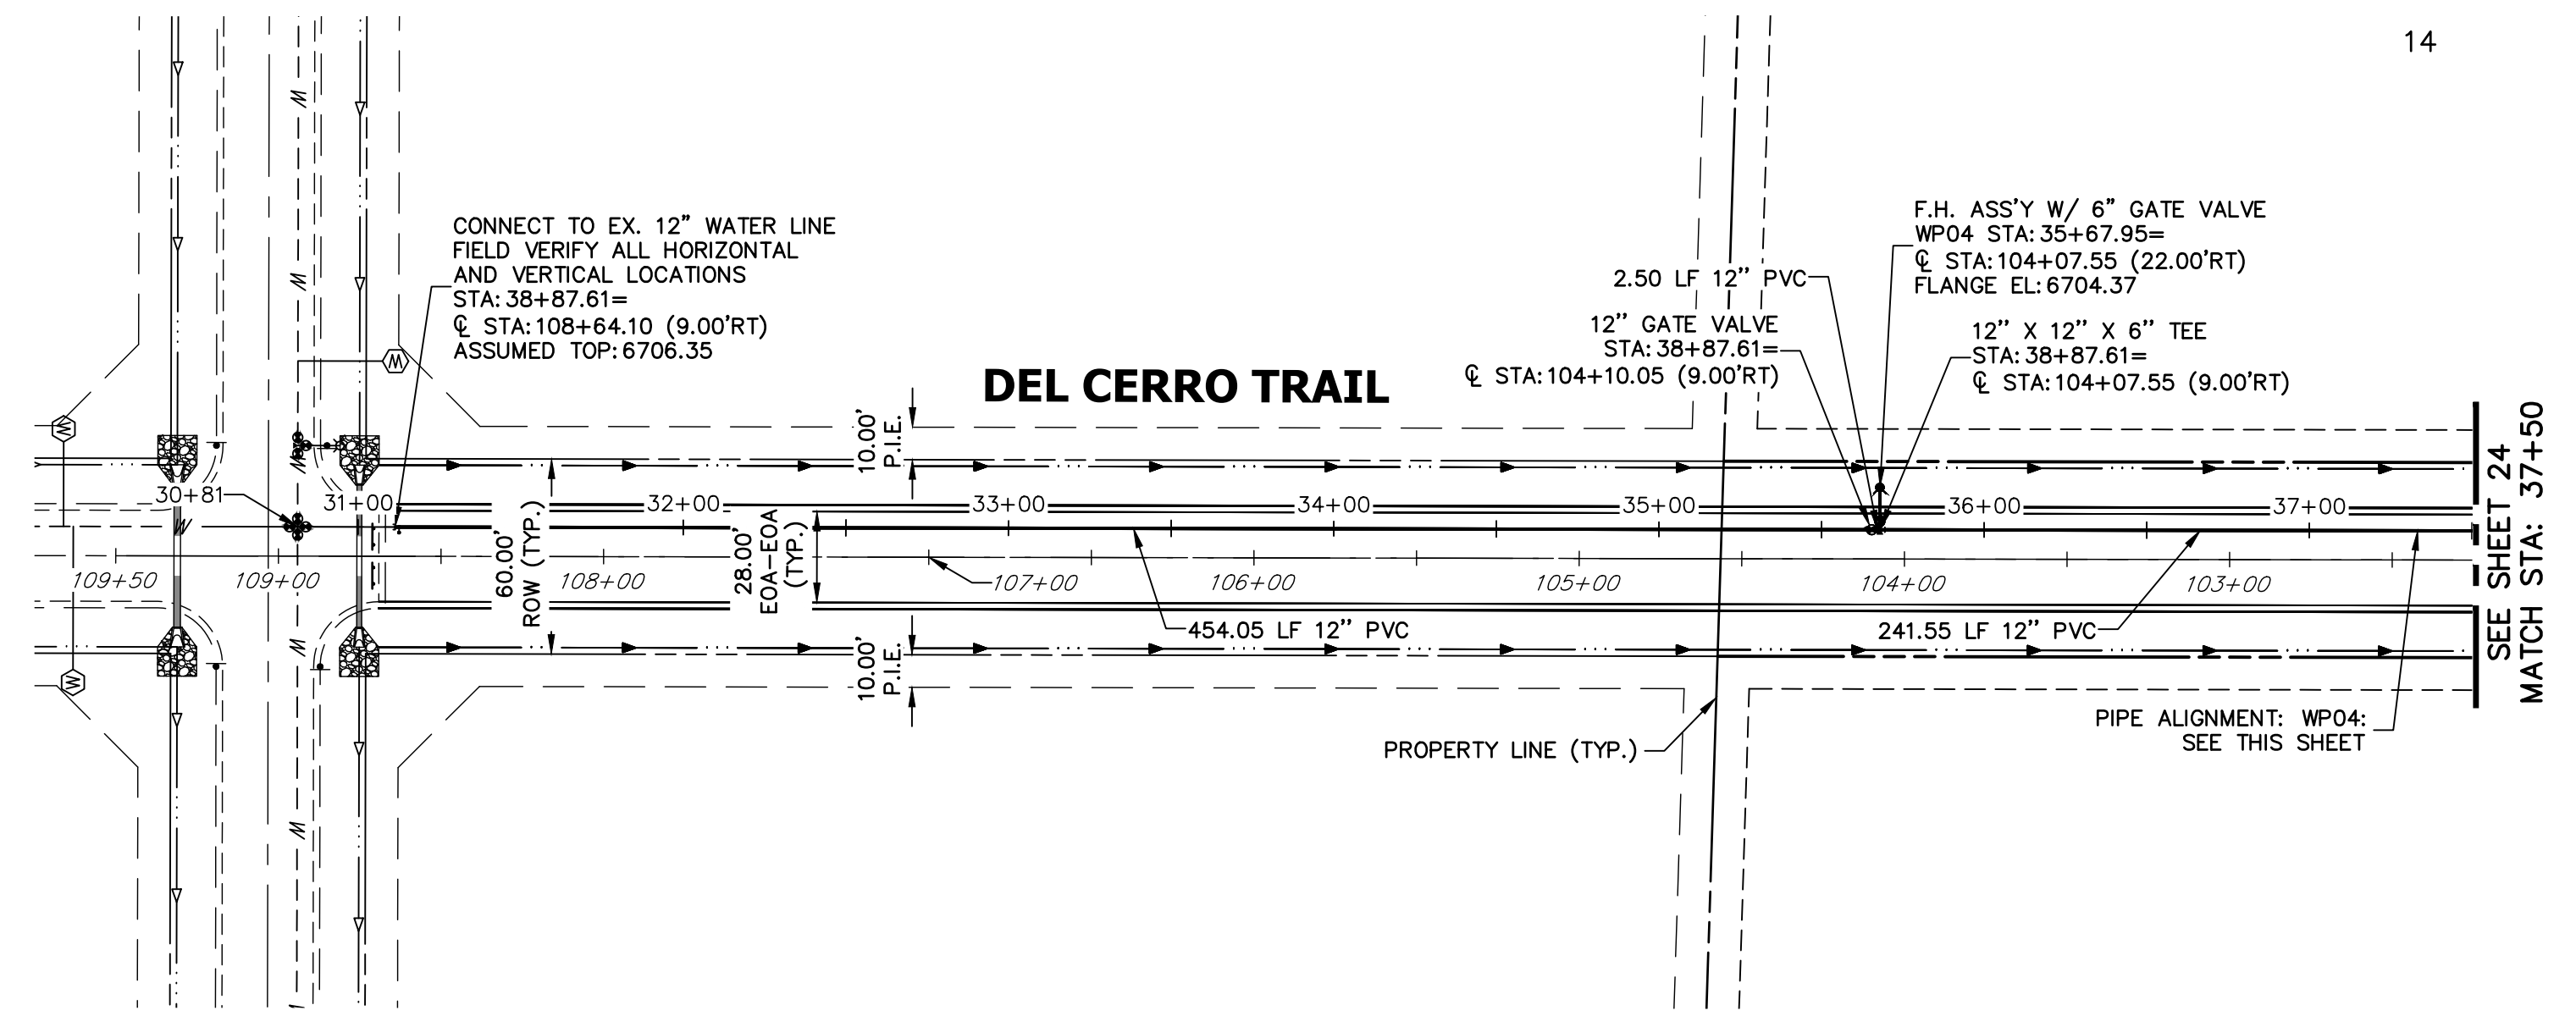 14
CONNECT TO EX. 12" WATER LINE
FIELD VERIFY ALL HORIZONTAL
AND VERTICAL LOCATIONS
STA: 38+87.61=
℄ STA: 108+64.10 (9.00'RT)
ASSUMED TOP: 6706.35
F.H. ASS'Y W/ 6" GATE VALVE
WP04 STA: 35+67.95=
℄ STA: 104+07.55 (22.00'RT)
FLANGE EL: 6704.37
2.50 LF 12" PVC
12" GATE VALVE
STA: 38+87.61=
℄ STA: 104+10.05 (9.00'RT)
12" X 12" X 6" TEE
STA: 38+87.61=
℄ STA: 104+07.55 (9.00'RT)
DEL CERRO TRAIL
W
W
W
W
W
W
W
W
W
W
10.00'
P.I.E.
30+81
31+00
32+00
33+00
34+00
35+00
36+00
37+00
60.00'
ROW (TYP.)
28.00'
EOA-EOA
(TYP.)
109+50
109+00
108+00
107+00
106+00
105+00
104+00
103+00
454.05 LF 12" PVC
241.55 LF 12" PVC
10.00'
P.I.E.
PROPERTY LINE (TYP.)
PIPE ALIGNMENT: WP04:
SEE THIS SHEET
SEE SHEET 24
MATCH STA: 37+50